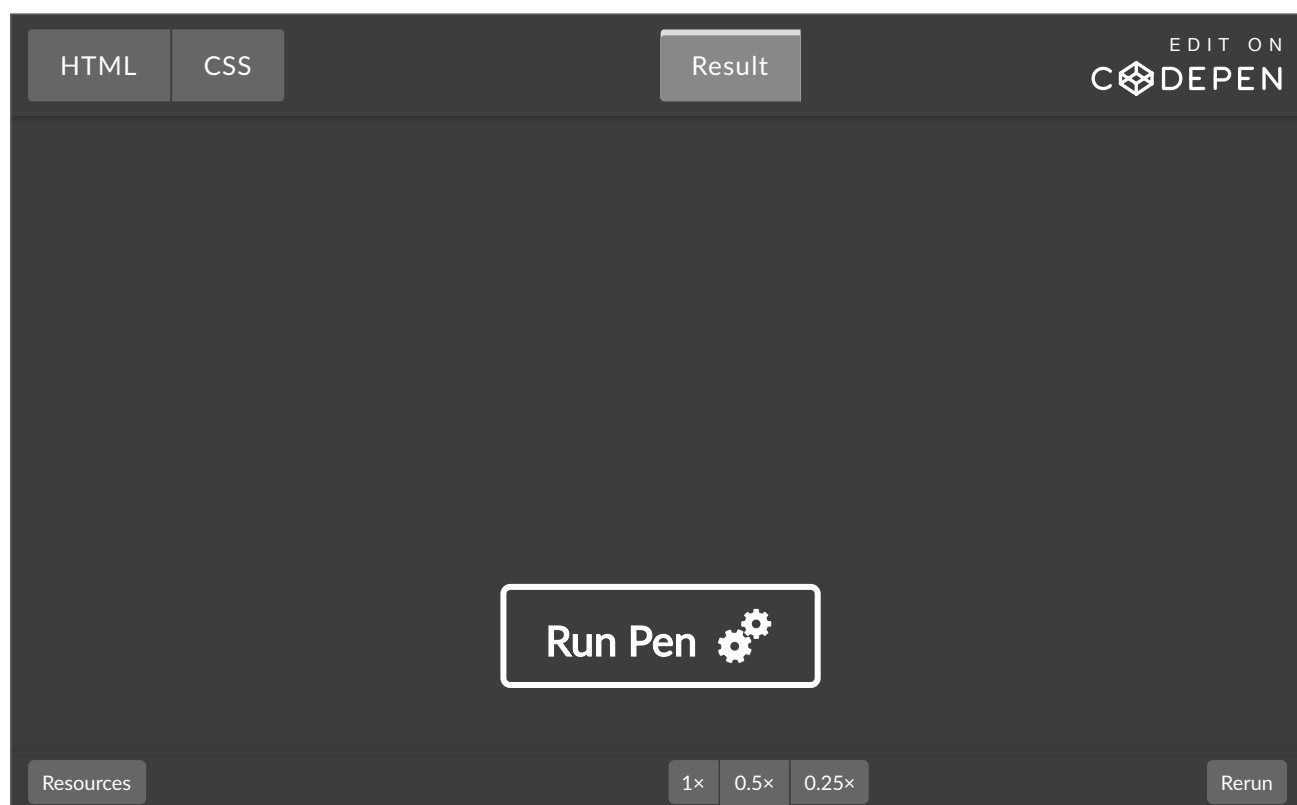 HTML CSS Result EDIT ON
CODEPEN
Run Pen
Resources 1× 0.5× 0.25× Rerun